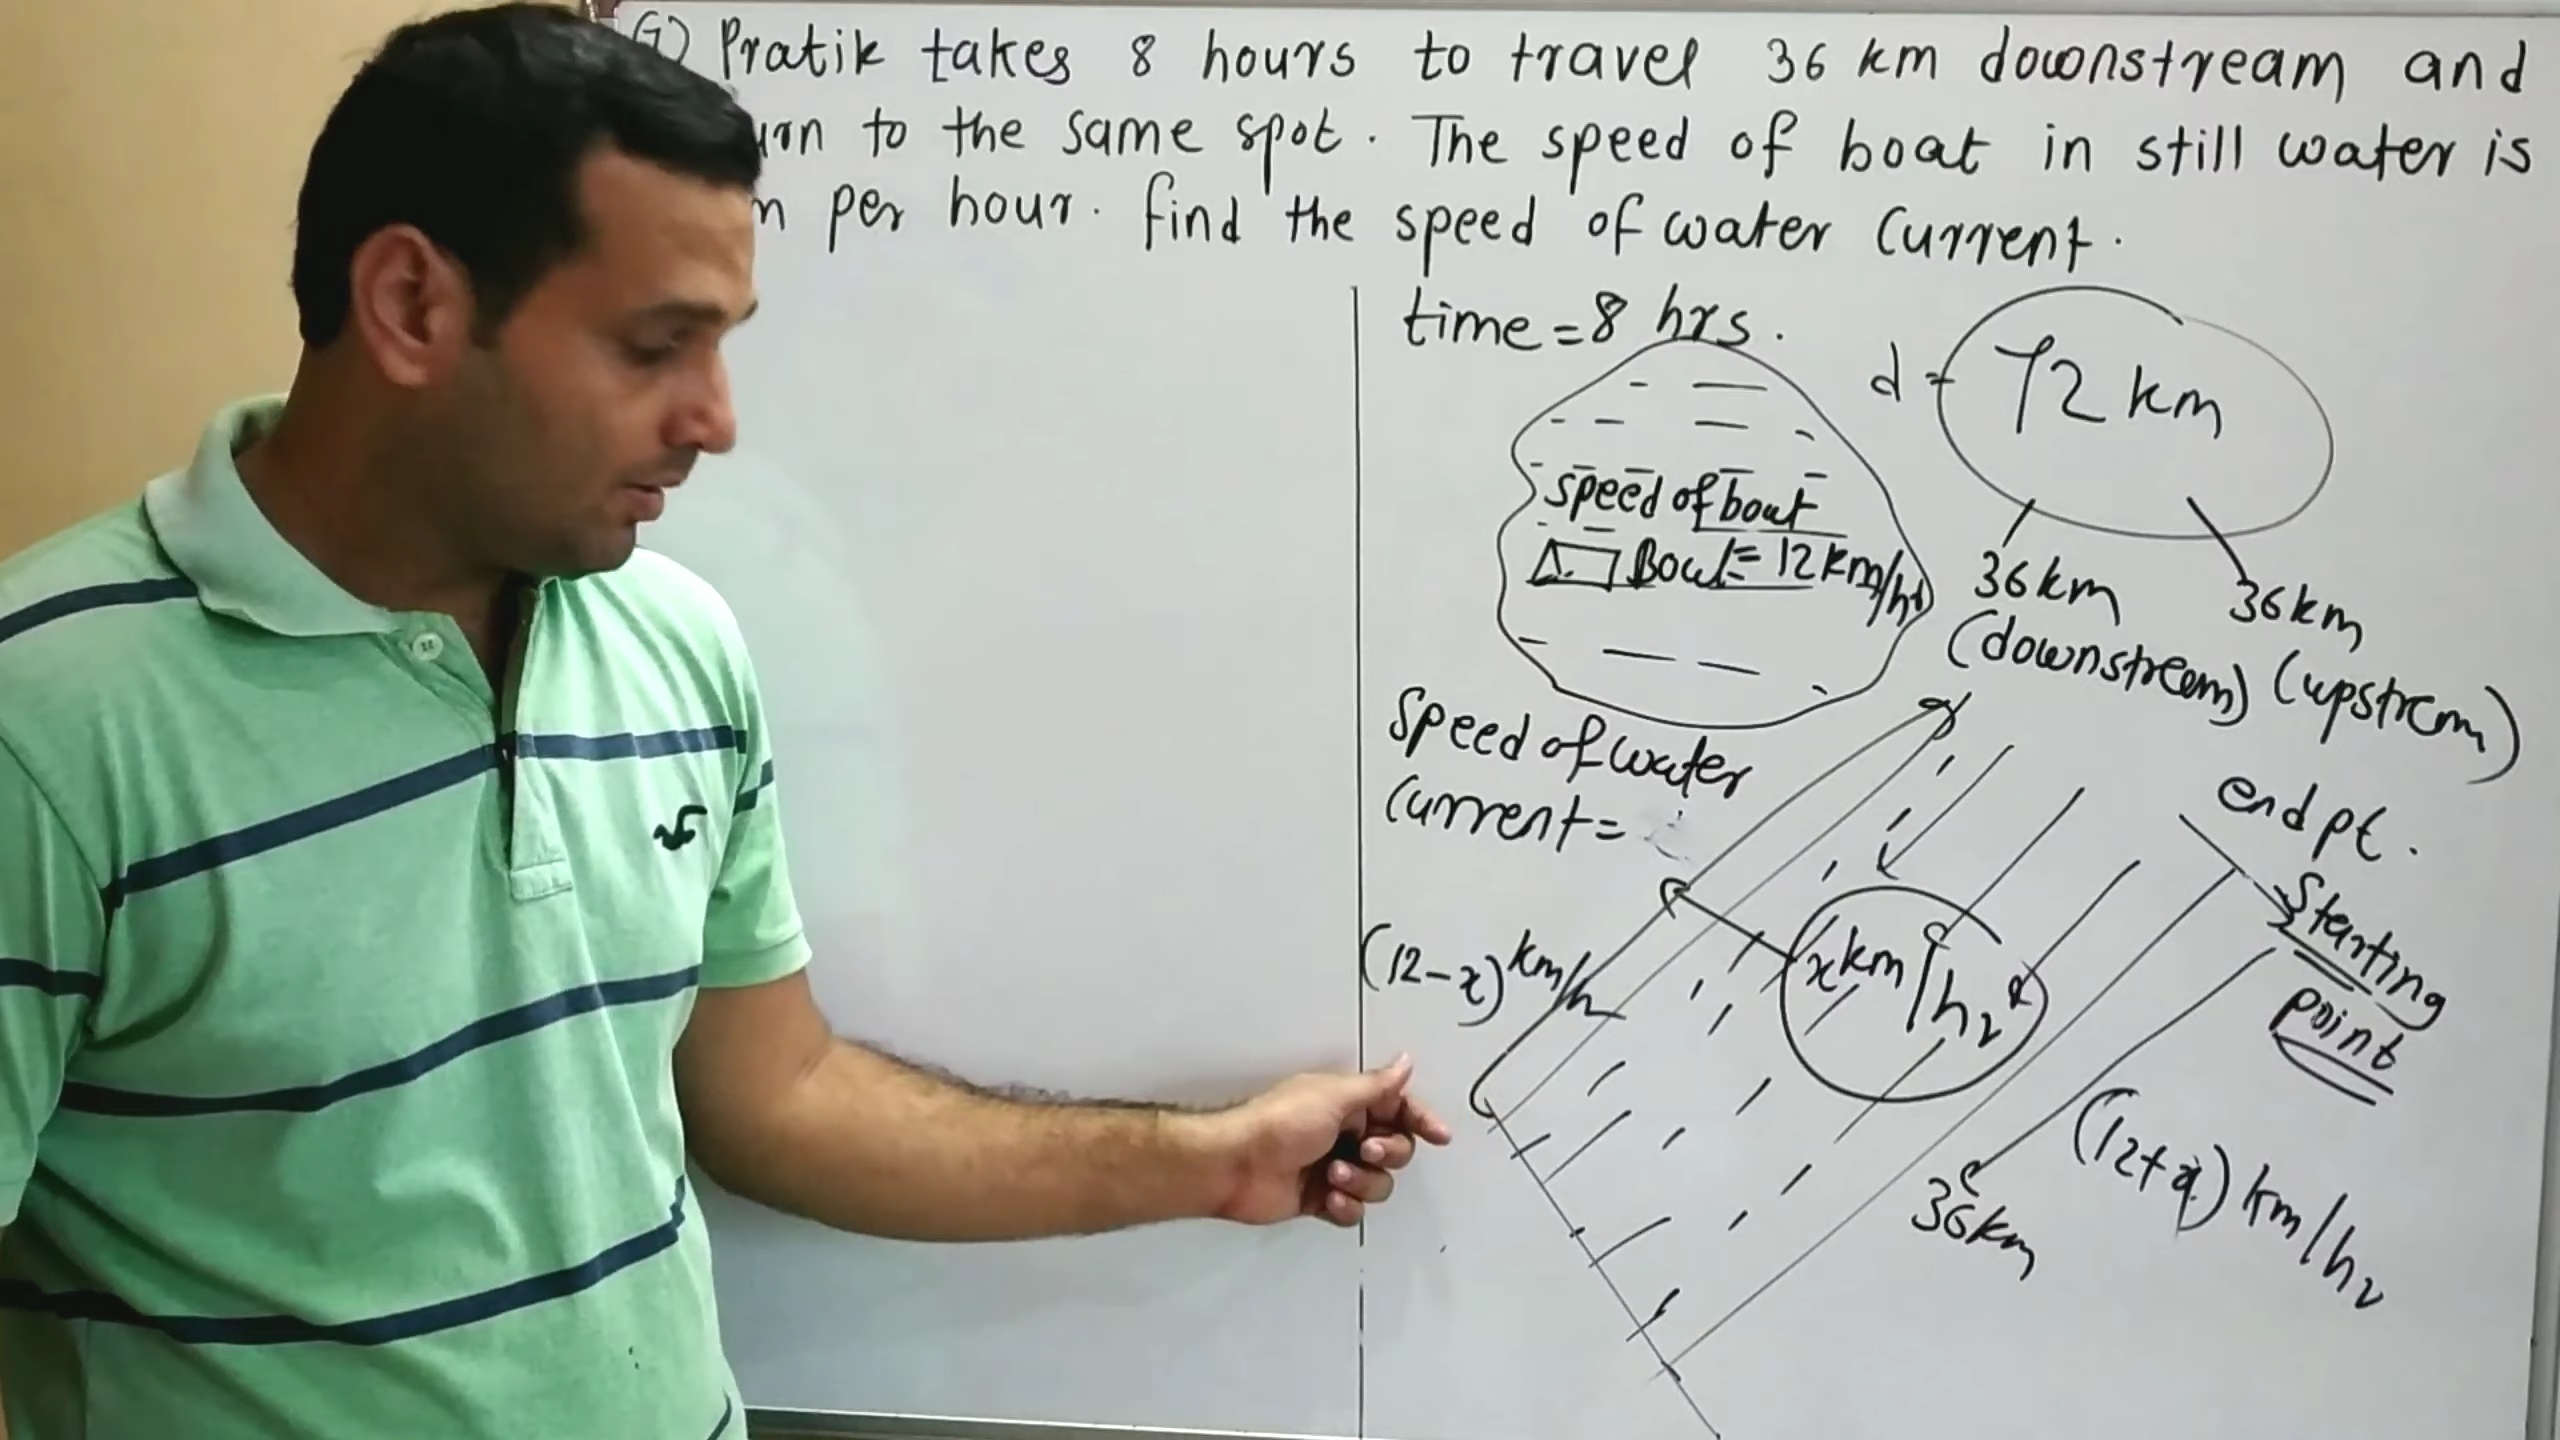 7) Pratik takes 8 hours to travel 36 km downstream and
urn to the same spot. The speed of boat in still water is
m per hour. find the speed of water current.
time = 8 hrs.
d = 72 km
speed of boat
Boat = 12 km/hr
36 km
(downstream)
36 km
(upstrem)
Speed of water
current =
end pt.
Starting
point
(12-x) km/h
x km/hr
36 km
(12+x) km/hr